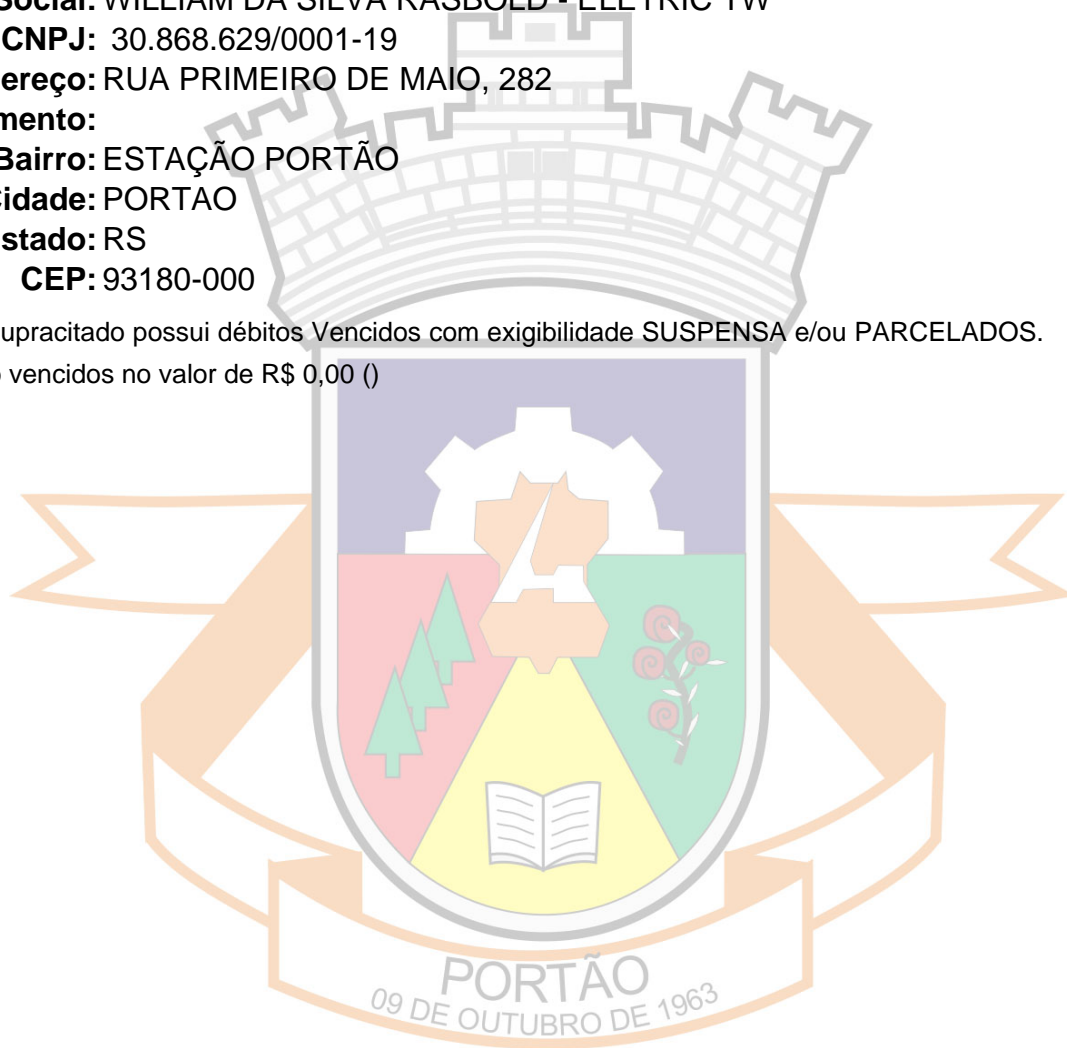 Social: WILLIAM DA SILVA RASBOLD - ELETRIC TW
CNPJ: 30.868.629/0001-19
ereço: RUA PRIMEIRO DE MAIO, 282
mento:
Bairro: ESTAÇÃO PORTÃO
Cidade: PORTAO
stado: RS
CEP: 93180-000
upracitado possui débitos Vencidos com exigibilidade SUSPENSA e/ou PARCELADOS.
o vencidos no valor de R$ 0,00 ()
PORTÃO
09 DE OUTUBRO DE 1963